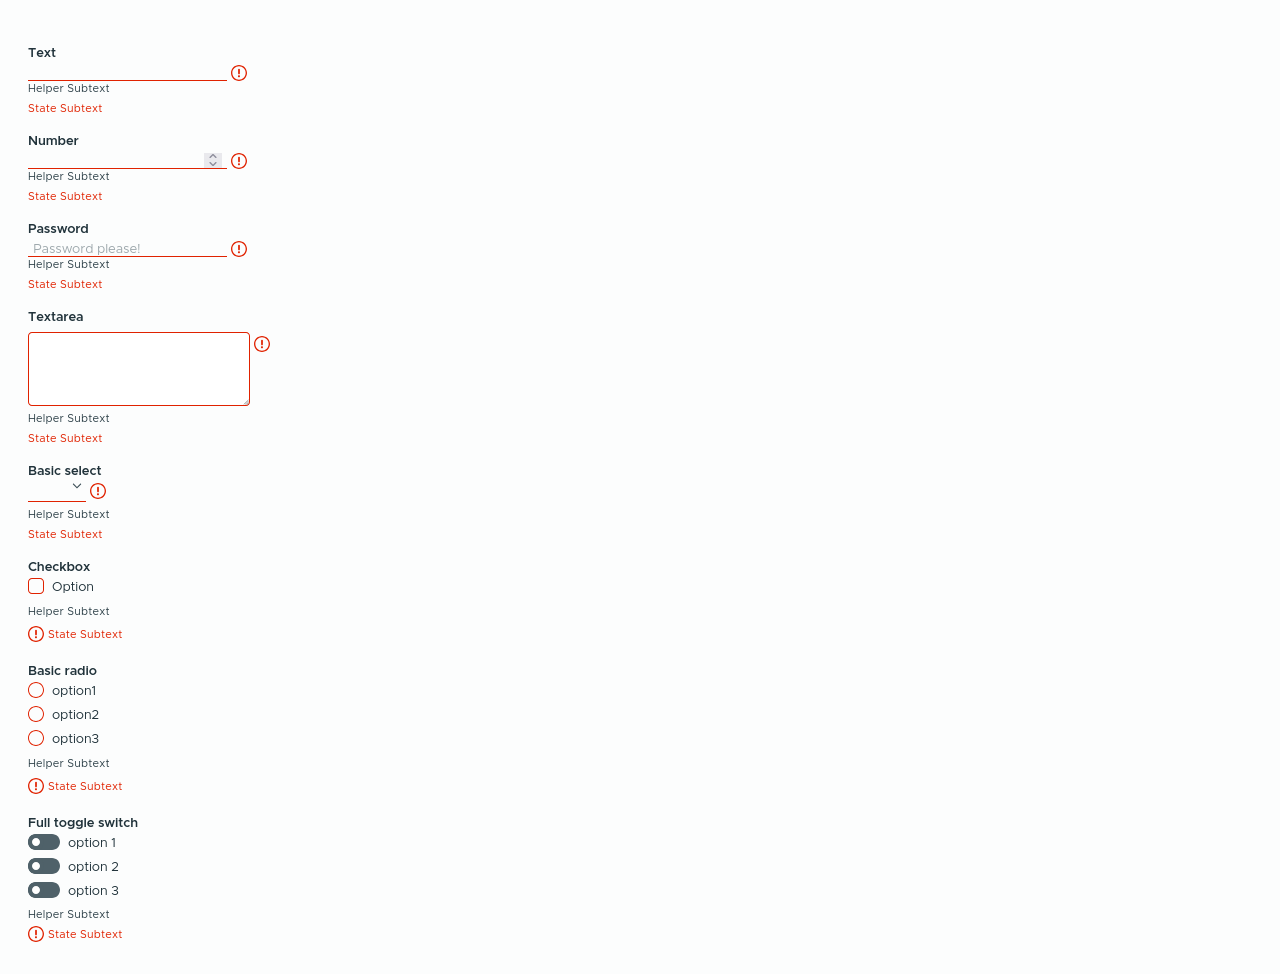 Text
Helper Subtext
State Subtext
Number
Helper Subtext
State Subtext
Password
Password please!
Helper Subtext
State Subtext
Textarea
Helper Subtext
State Subtext
Basic select
Helper Subtext
State Subtext
Checkbox
Option
Helper Subtext
State Subtext
Basic radio
option1
option2
option3
Helper Subtext
State Subtext
Full toggle switch
option 1
option 2
option 3
Helper Subtext
State Subtext